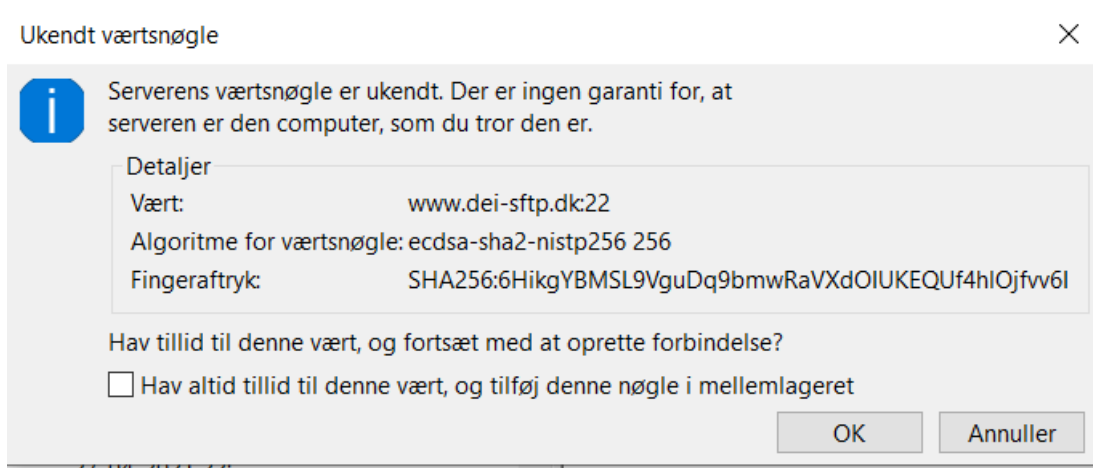 Ukendt værtsnøgle
Serverens værtsnøgle er ukendt. Der er ingen garanti for, at
serveren er den computer, som du tror den er.
Detaljer
Vært: www.dei-sftp.dk:22
Algoritme for værtsnøgle: ecdsa-sha2-nistp256 256
Fingeraftryk: SHA256:6HikgYBMSL9VguDq9bmwRaVXdOIUKEQUf4hIOjfvv6I
Hav tillid til denne vært, og fortsæt med at oprette forbindelse?
Hav altid tillid til denne vært, og tilføj denne nøgle i mellemlageret
OK Annuller